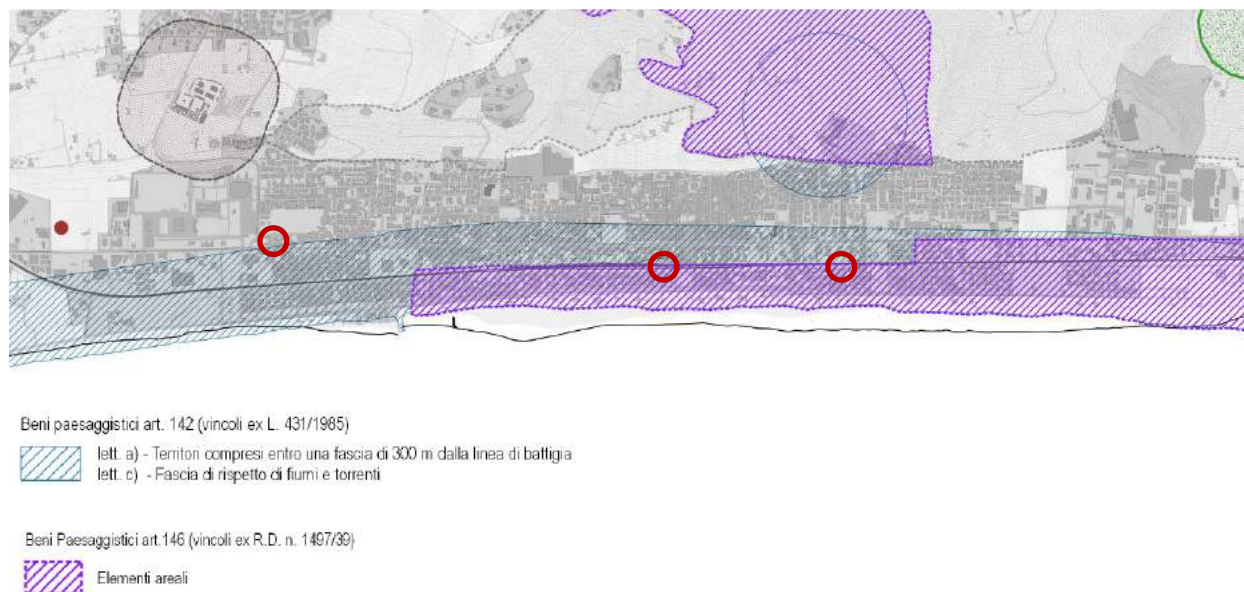 Beni paesaggistici art. 142 (vincoli ex L. 431/1985)
lett. a) - Territori compresi entro una fascia di 300 m dalla linea di battigia
lett. c) - Fascia di rispetto di fiumi e torrenti
Beni Paesaggistici art.146 (vincoli ex R.D. n. 1497/39)
Elementi areali